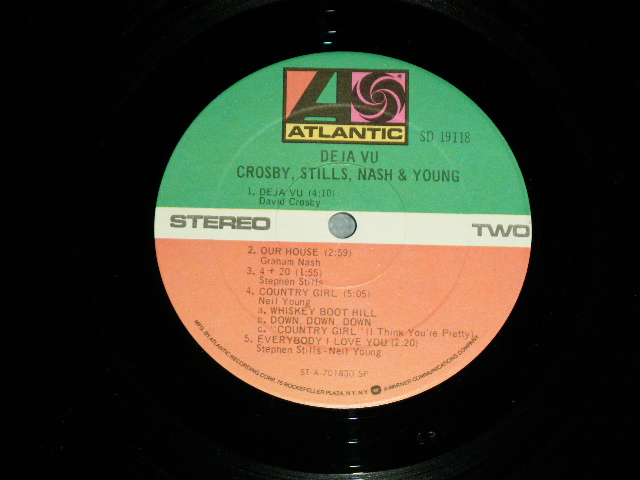 ATLANTIC
SD 19118
DEJA VU
CROSBY, STILLS, NASH & YOUNG
1. DEJA VU (4:10)
David Crosby
STEREO TWO
2. OUR HOUSE (2:59)
Graham Nash
3. 4 + 20 (1:55)
Stephen Stills
4. COUNTRY GIRL (5:05)
Neil Young
a. WHISKEY BOOT HILL
b. DOWN, DOWN, DOWN
c. "COUNTRY GIRL" (I Think You're Pretty)
5. EVERYBODY I LOVE YOU (2:20)
Stephen Stills-Neil Young
ST-A-701830 SP
MFG. BY ATLANTIC RECORDING CORP., 75 ROCKEFELLER PLAZA, N.Y., N.Y. A WARNER COMMUNICATIONS COMPANY